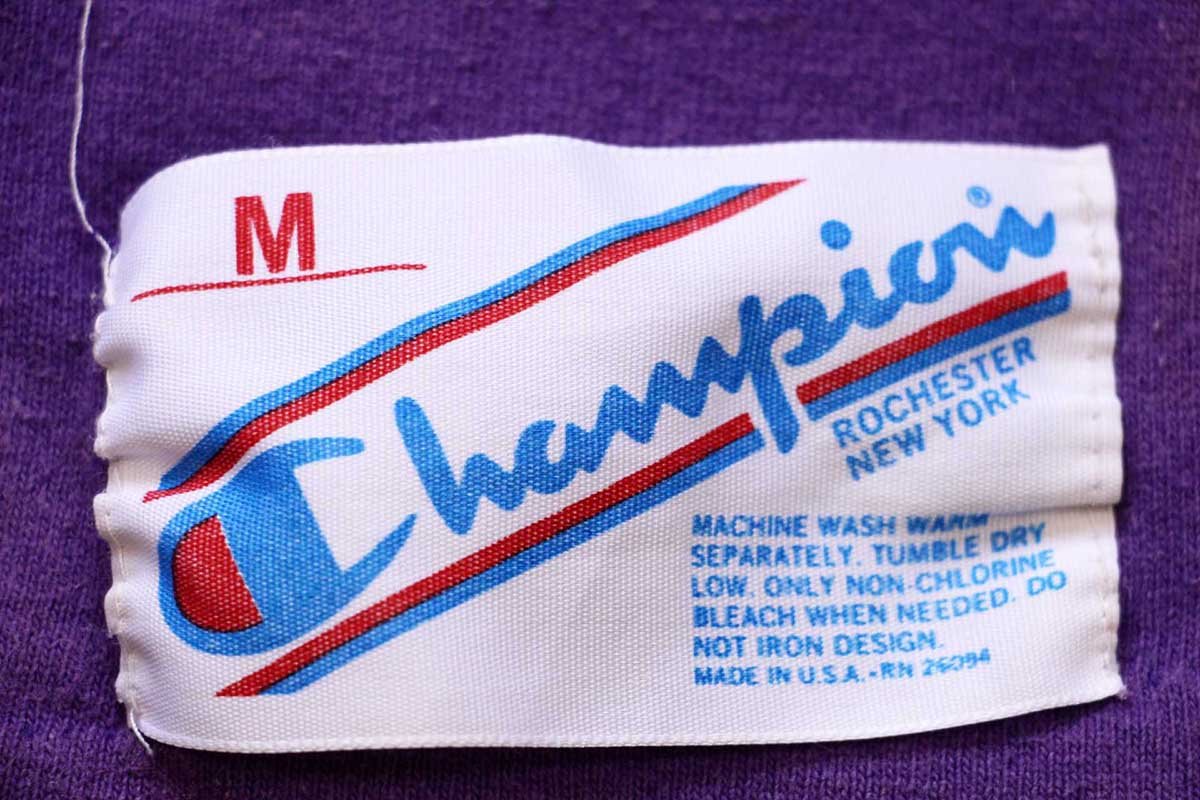 M
Champion®
ROCHESTER
NEW YORK
MACHINE WASH WARM
SEPARATELY. TUMBLE DRY
LOW. ONLY NON-CHLORINE
BLEACH WHEN NEEDED. DO
NOT IRON DESIGN.
MADE IN U.S.A.-RN 26094